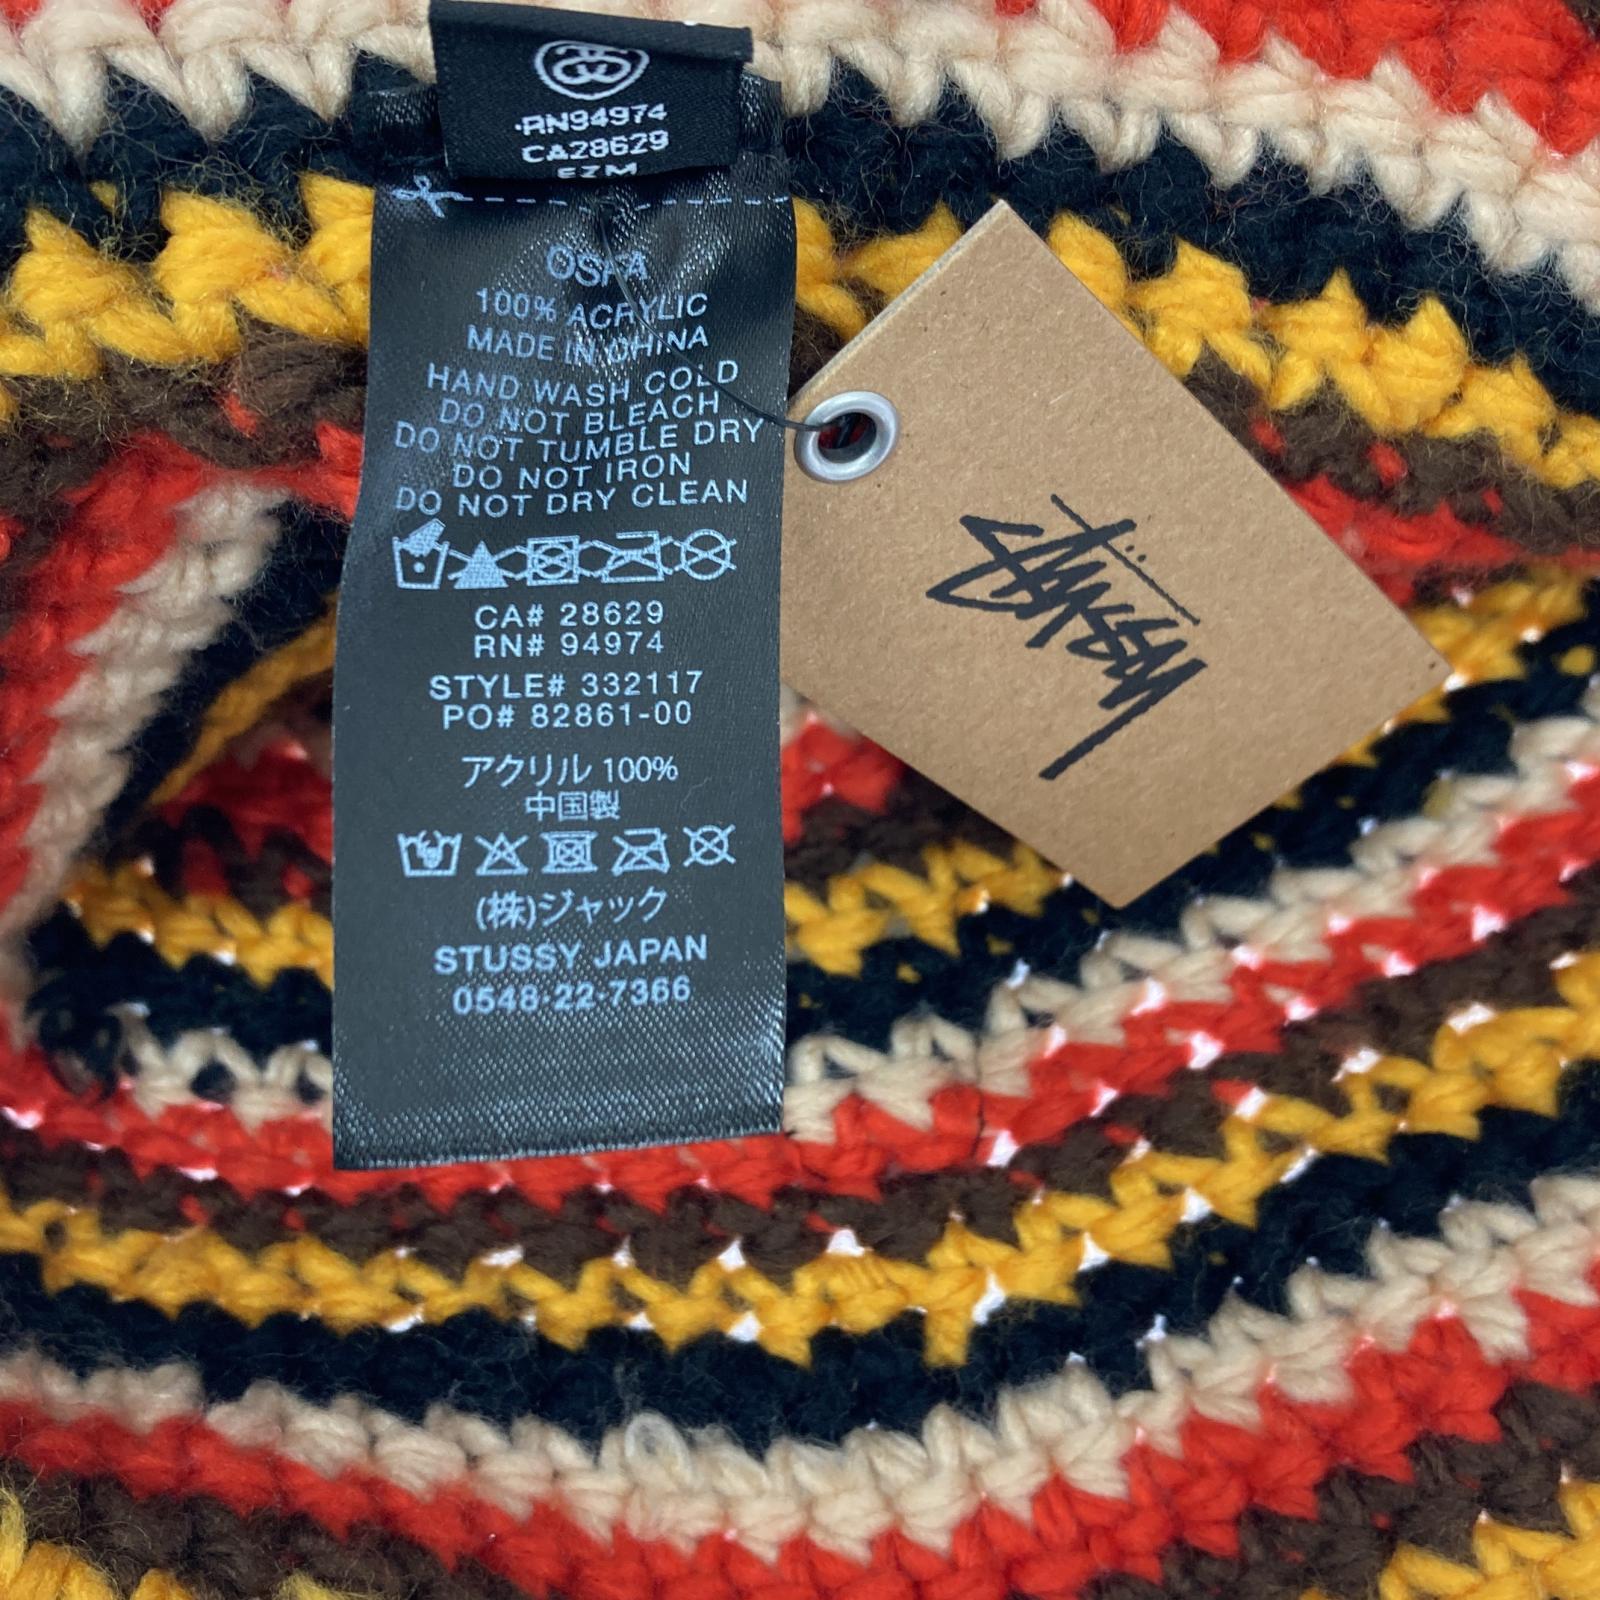 RN94974
CA28629
EZM
OSFA
100% ACRYLIC
MADE IN CHINA
HAND WASH COLD
DO NOT BLEACH
DO NOT TUMBLE DRY
DO NOT IRON
DO NOT DRY CLEAN
CA# 28629
RN# 94974
STYLE# 332117
PO# 82861-00
アクリル 100%
中国製
(株)ジャック
STUSSY JAPAN
0548-22-7366
Stüssy